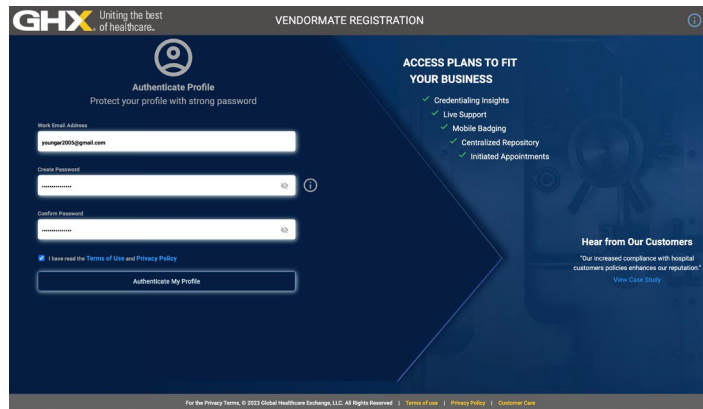 GHX Uniting the best
of healthcare.
VENDORMATE REGISTRATION
Authenticate Profile
Protect your profile with strong password
Work Email Address
youngar2005@gmail.com
Create Password
Confirm Password
I have read the Terms of Use and Privacy Policy
Authenticate My Profile
ACCESS PLANS TO FIT
YOUR BUSINESS
Credentialing Insights
Live Support
Mobile Badging
Centralized Repository
Initiated Appointments
Hear from Our Customers
"Our increased compliance with hospital
customers policies enhances our reputation."
View Case Study
For the Privacy Terms, © 2023 Global Healthcare Exchange, LLC. All Rights Reserved | Terms of use | Privacy Policy | Customer Care